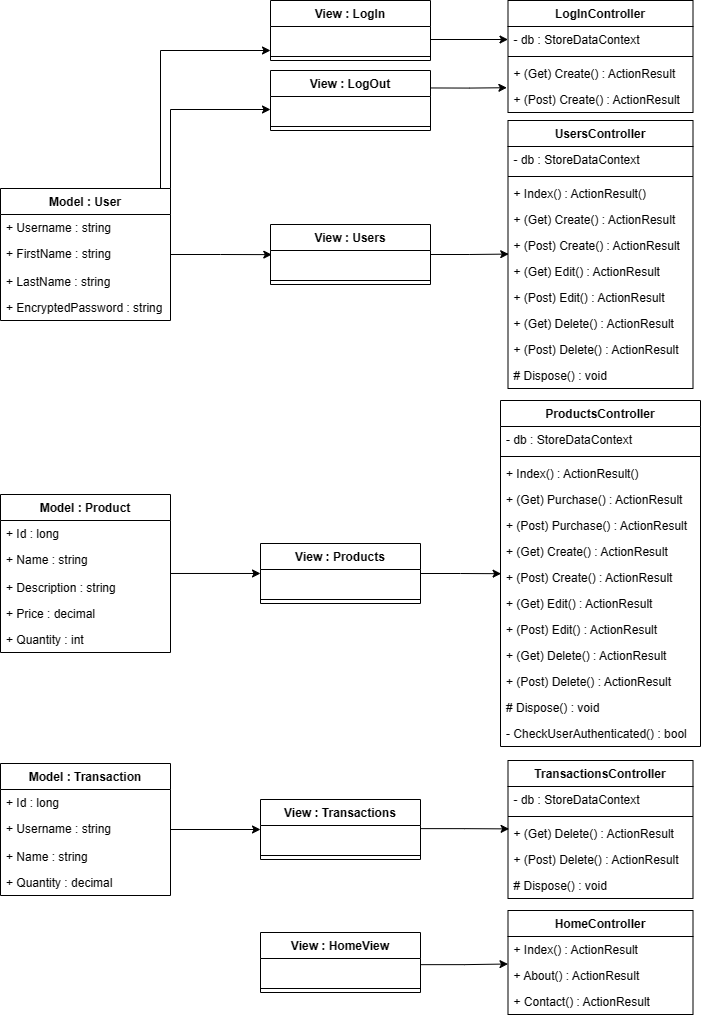 View : LogIn
LogInController
- db : StoreDataContext
+ (Get) Create() : ActionResult
+ (Post) Create() : ActionResult
View : LogOut
UsersController
- db : StoreDataContext
+ Index() : ActionResult()
+ (Get) Create() : ActionResult
+ (Post) Create() : ActionResult
+ (Get) Edit() : ActionResult
+ (Post) Edit() : ActionResult
+ (Get) Delete() : ActionResult
+ (Post) Delete() : ActionResult
# Dispose() : void
Model : User
+ Username : string
+ FirstName : string
+ LastName : string
+ EncryptedPassword : string
View : Users
ProductsController
- db : StoreDataContext
+ Index() : ActionResult()
+ (Get) Purchase() : ActionResult
+ (Post) Purchase() : ActionResult
+ (Get) Create() : ActionResult
+ (Post) Create() : ActionResult
+ (Get) Edit() : ActionResult
+ (Post) Edit() : ActionResult
+ (Get) Delete() : ActionResult
+ (Post) Delete() : ActionResult
# Dispose() : void
- CheckUserAuthenticated() : bool
Model : Product
+ Id : long
+ Name : string
+ Description : string
+ Price : decimal
+ Quantity : int
View : Products
Model : Transaction
+ Id : long
+ Username : string
+ Name : string
+ Quantity : decimal
View : Transactions
TransactionsController
- db : StoreDataContext
+ (Get) Delete() : ActionResult
+ (Post) Delete() : ActionResult
# Dispose() : void
View : HomeView
HomeController
+ Index() : ActionResult
+ About() : ActionResult
+ Contact() : ActionResult